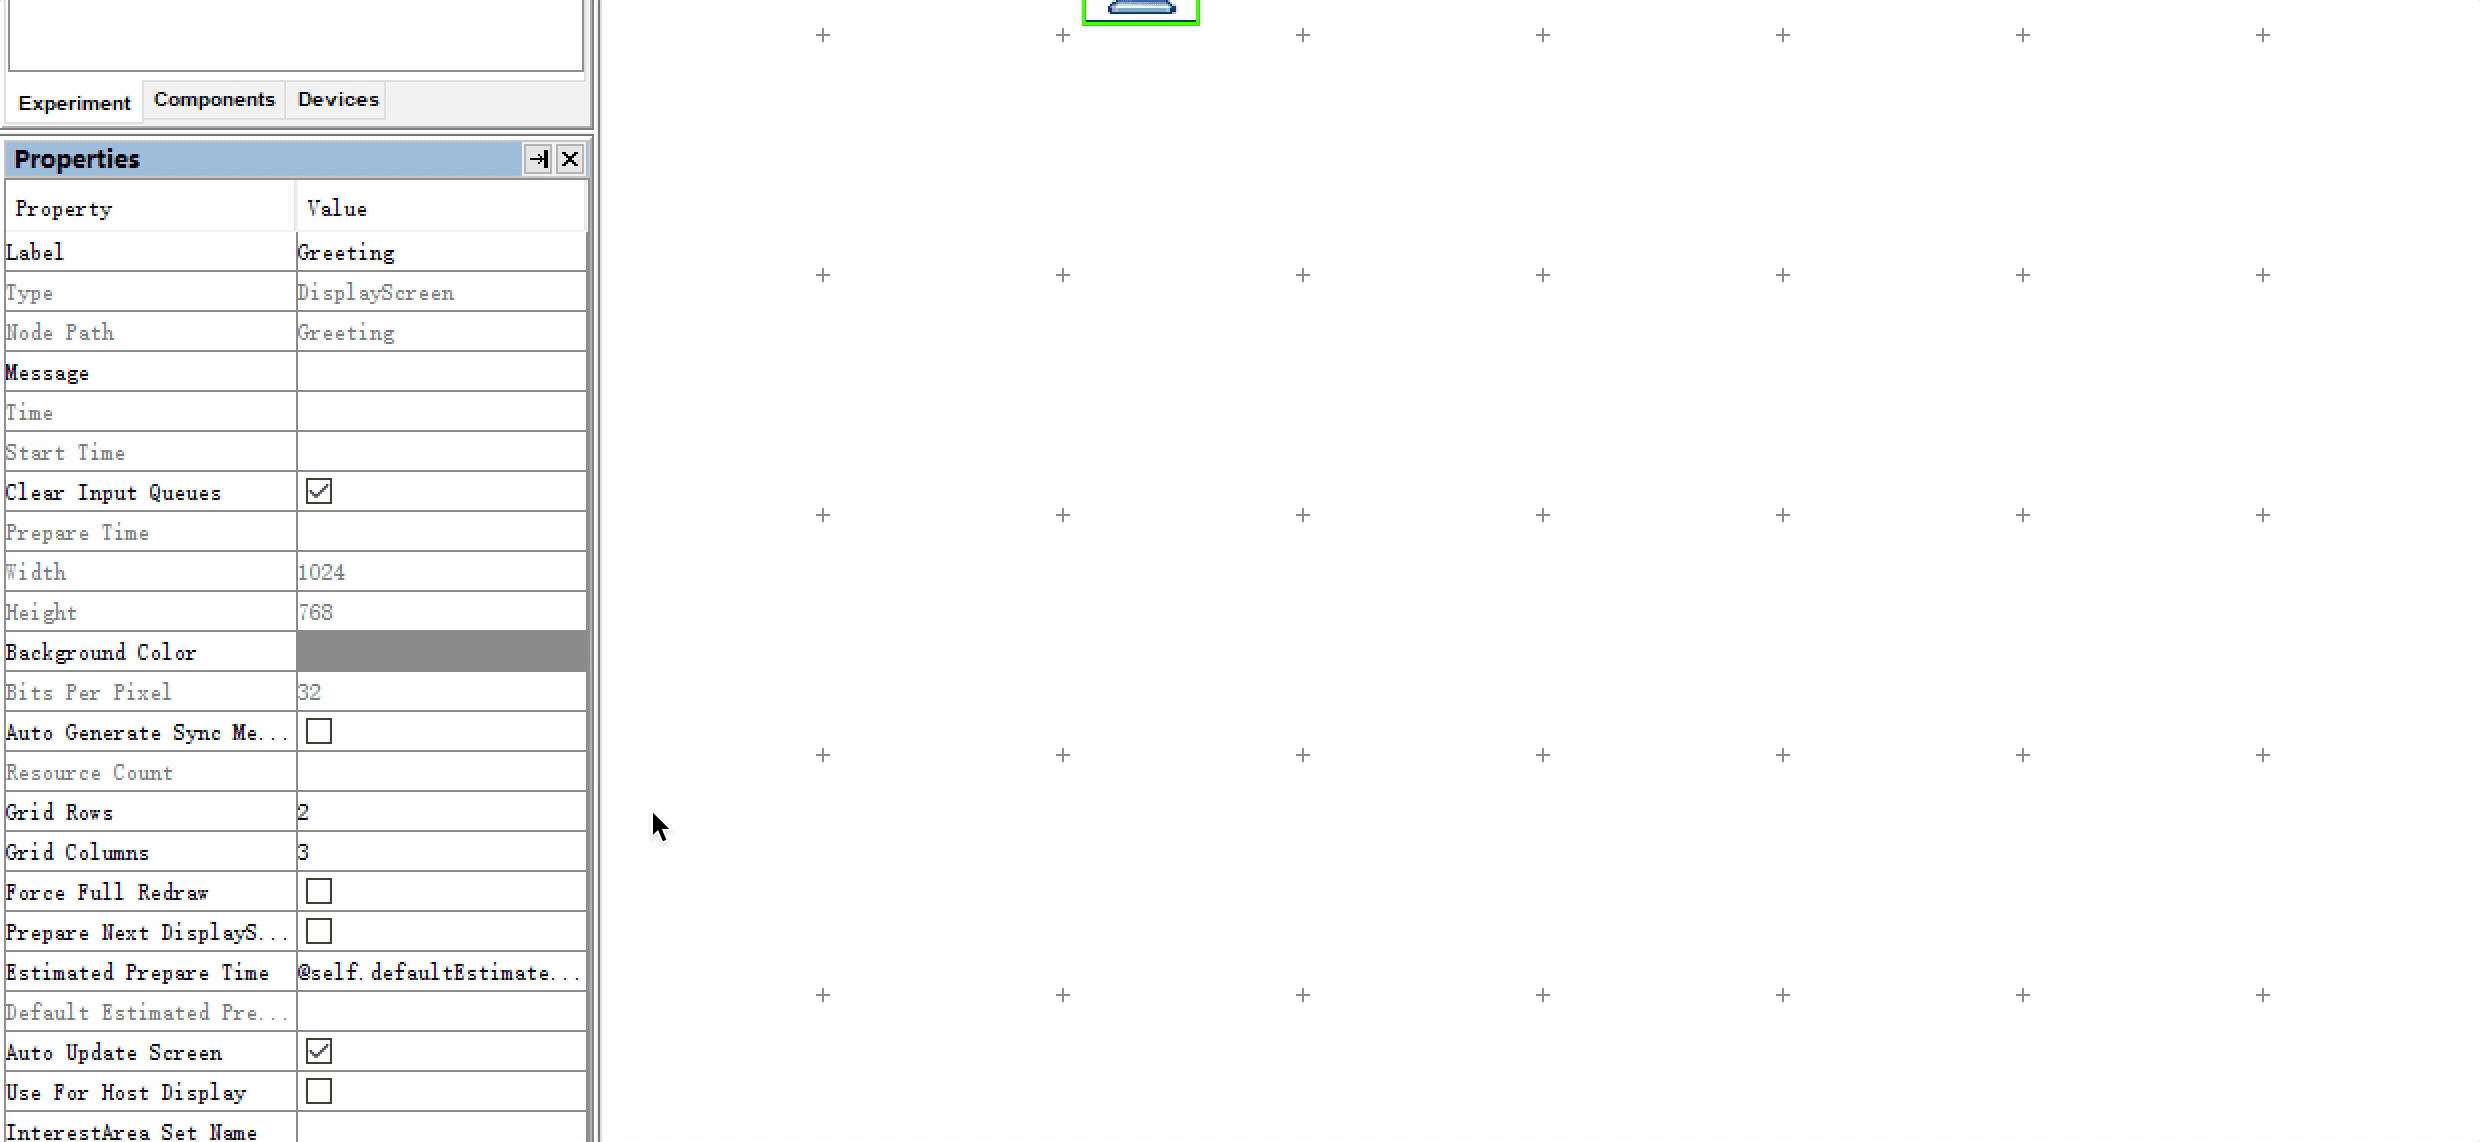 Experiment Components Devices
Properties
Property Value
Label Greeting
Type DisplayScreen
Node Path Greeting
Message
Time
Start Time
Clear Input Queues
Prepare Time
Width 1024
Height 768
Background Color
Bits Per Pixel 32
Auto Generate Sync Me...
Resource Count
Grid Rows 2
Grid Columns 3
Force Full Redraw
Prepare Next DisplayS...
Estimated Prepare Time @self.defaultEstimate...
Default Estimated Pre...
Auto Update Screen
Use For Host Display
InterestArea Set Name